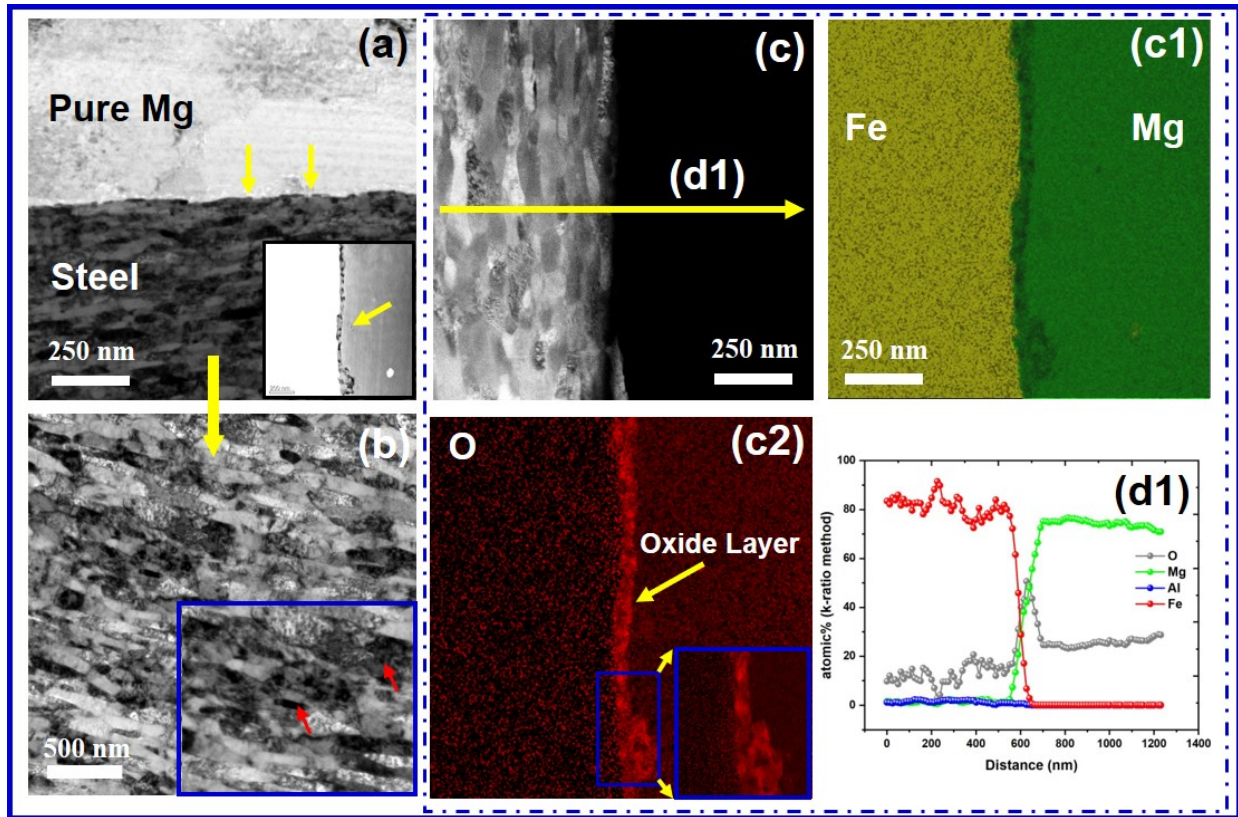 (a)
Pure Mg
Steel
250 nm
(b)
500 nm
(c)
(d1)
250 nm
(c1)
Fe
Mg
250 nm
O
(c2)
Oxide Layer
(d1)
atomic% (k-ratio method)
100
80
60
40
20
0
O
Mg
Al
Fe
0
200
400
600
800
1000
1200
1400
Distance (nm)